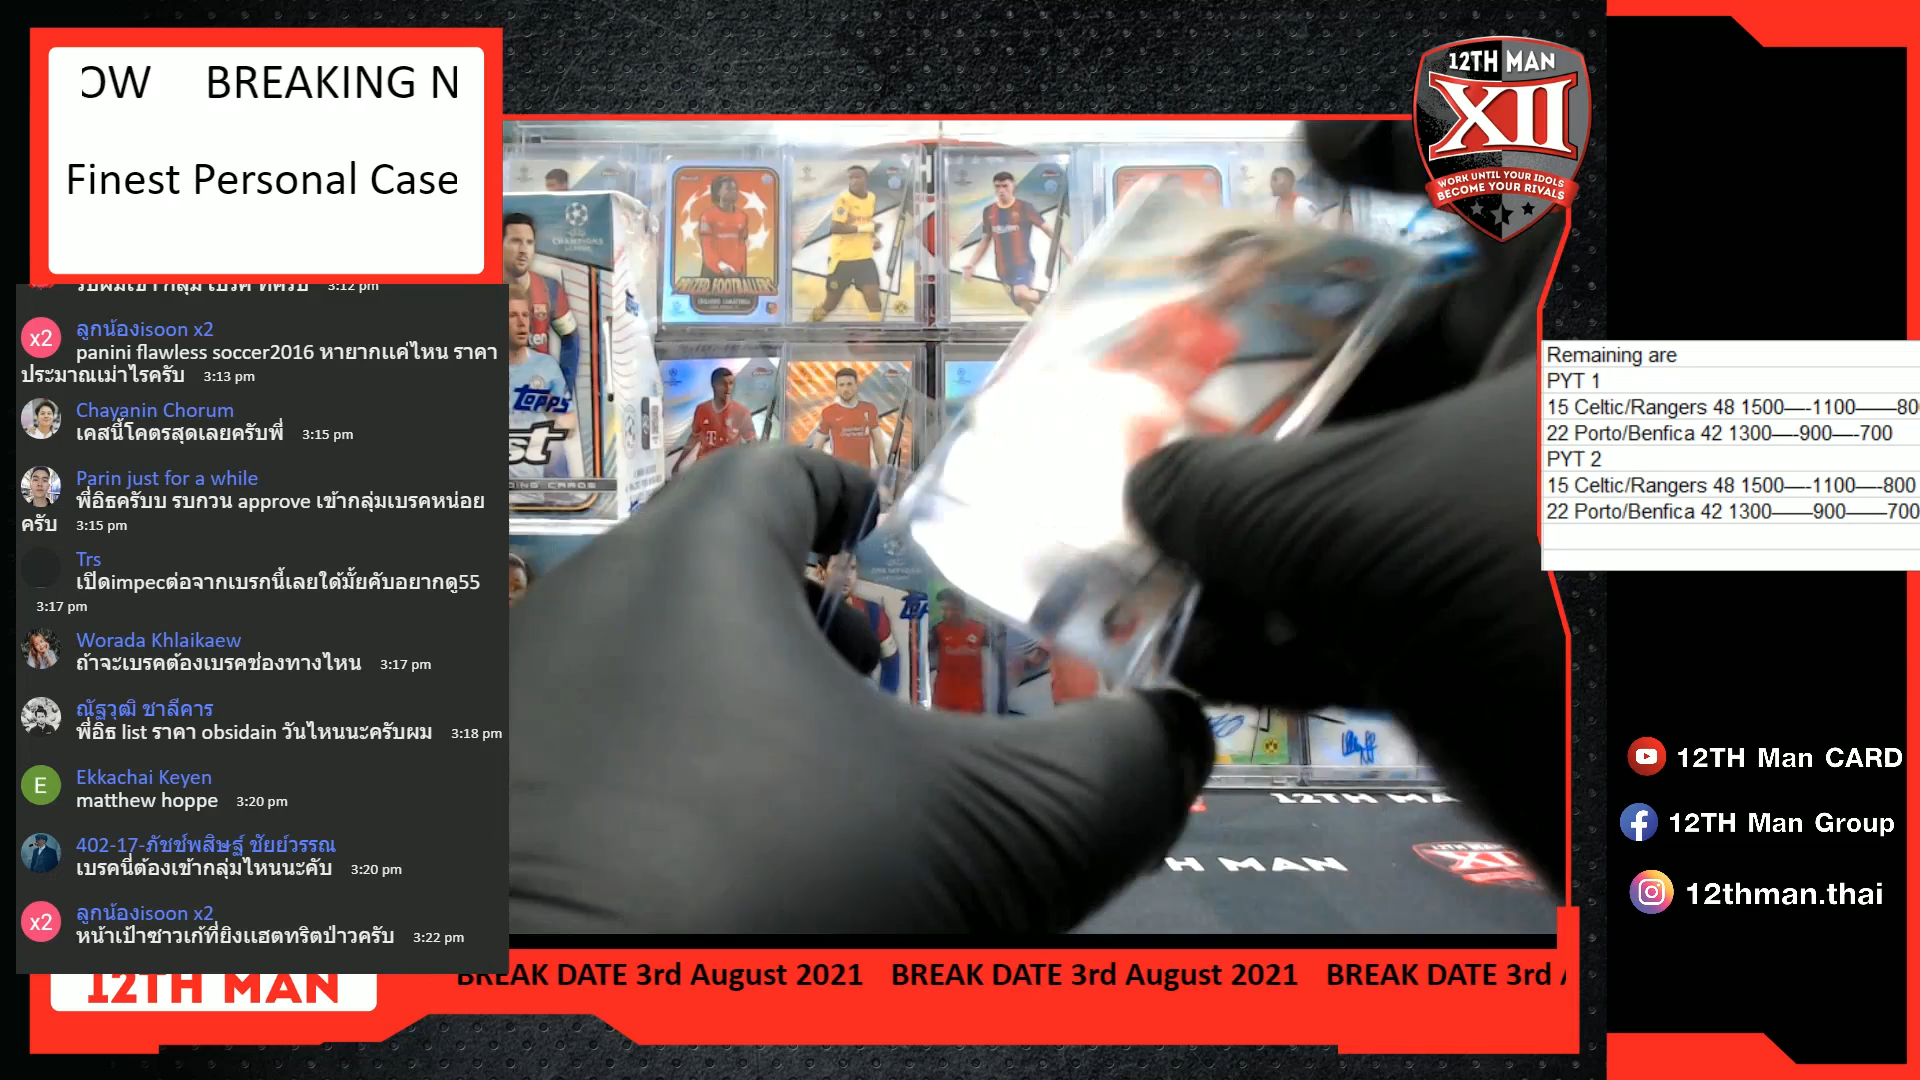 OW BREAKING N
Finest Personal Case
3:12 pm
ลูกน้องisoon x2
x2
panini flawless soccer2016 หายากแค่ไหน ราคา
ประมาณเม่าไรครับ 3:13 pm
Chayanin Chorum
เคสนี้โคตรสุดเลยครับพี่ 3:15 pm
Parin just for a while
พี่อิธครับบ รบกวน approve เข้ากลุ่มเบรคหน่อย
ครับ 3:15 pm
Trs
เปิดimpecต่อจากเบรกนี้เลยใด้มั้ยคับอยากดู55
3:17 pm
Worada Khlaikaew
ถ้าจะเบรคต้องเบรคช่องทางไหน 3:17 pm
ณัฐวุฒิ ชาลีคาร
พี่อิธ list ราคา obsidain วันไหนนะครับผม 3:18 pm
E
Ekkachai Keyen
matthew hoppe 3:20 pm
402-17-ภัชช์พสิษฐ์ ชัยย์วรรณ
เบรคนี่ต้องเข้ากลุ่มไหนนะคับ 3:20 pm
ลูกน้องisoon x2
x2
หน้าเป้าซาวเก้ที่ยิงแฮตทริตป่าวครับ 3:22 pm
12TH MAN
BREAK DATE 3rd August 2021 BREAK DATE 3rd August 2021 BREAK DATE 3rd
12TH MAN
XII
WORK UNTIL YOUR IDOLS
BECOME YOUR RIVALS
CHAMPIONS
LEAGUE
TOPPS
PRIZED FOOTBALLERS
12TH MA
TH MAN
Remaining are
PYT 1
15 Celtic/Rangers 48 1500—-1100——80
22 Porto/Benfica 42 1300—-900—-700
PYT 2
15 Celtic/Rangers 48 1500—-1100—-800
22 Porto/Benfica 42 1300——900——700
12TH Man CARD
12TH Man Group
12thman.thai